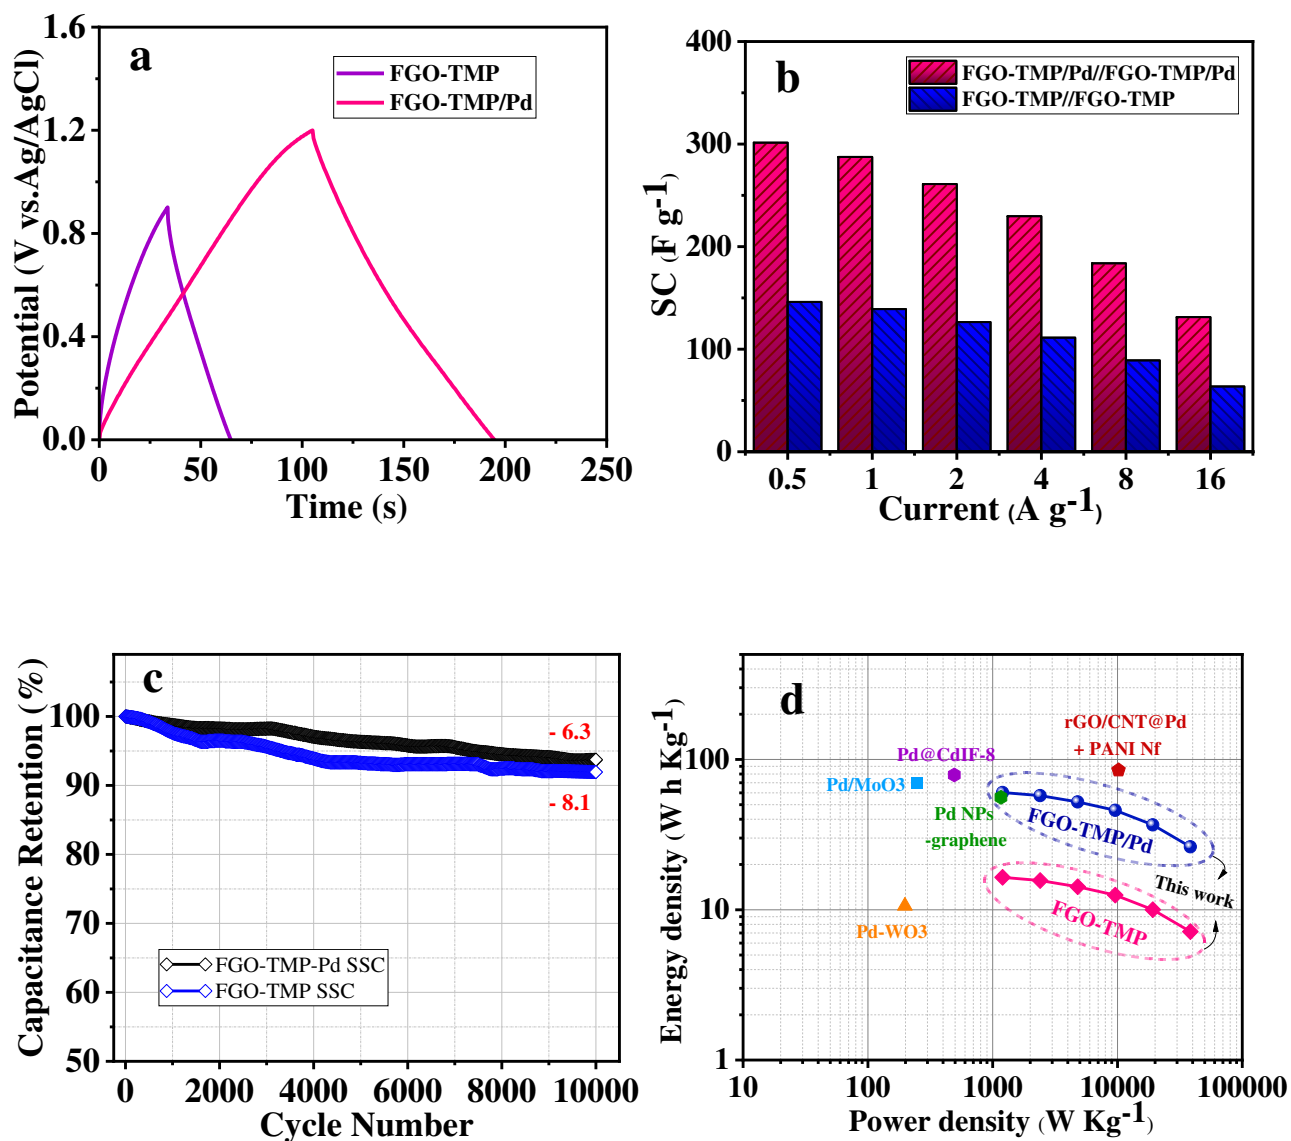 a
FGO-TMP
FGO-TMP/Pd
Potential (V vs.Ag/AgCl)
1.6
1.2
0.8
0.4
0.0
0 50 100 150 200 250
Time (s)
b
FGO-TMP/Pd//FGO-TMP/Pd
FGO-TMP//FGO-TMP
SC (F g-1)
400
300
200
100
0
0.5 1 2 4 8 16
Current (A g-1)
c
- 6.3
- 8.1
FGO-TMP-Pd SSC
FGO-TMP SSC
Capacitance Retention (%)
100
90
80
70
60
50
0 2000 4000 6000 8000 10000
Cycle Number
d
rGO/CNT@Pd
+ PANI Nf
Pd@CdIF-8
Pd/MoO3
Pd NPs
-graphene
FGO-TMP/Pd
This work
FGO-TMP
Pd-WO3
Energy density (W h Kg-1)
100
10
1
10 100 1000 10000 100000
Power density (W Kg-1)